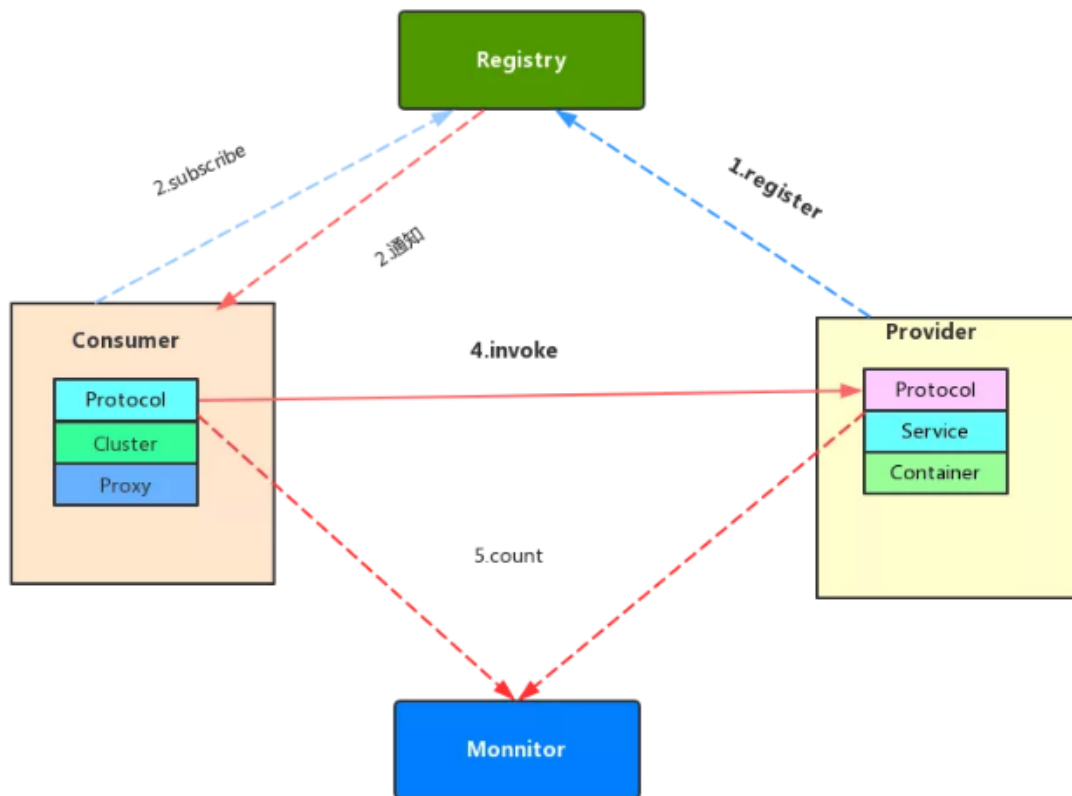 Registry
2.subscribe
1.register
2.通知
Consumer
Provider
4.invoke
Protocol
Cluster
Proxy
Protocol
Service
Container
5.count
Monnitor